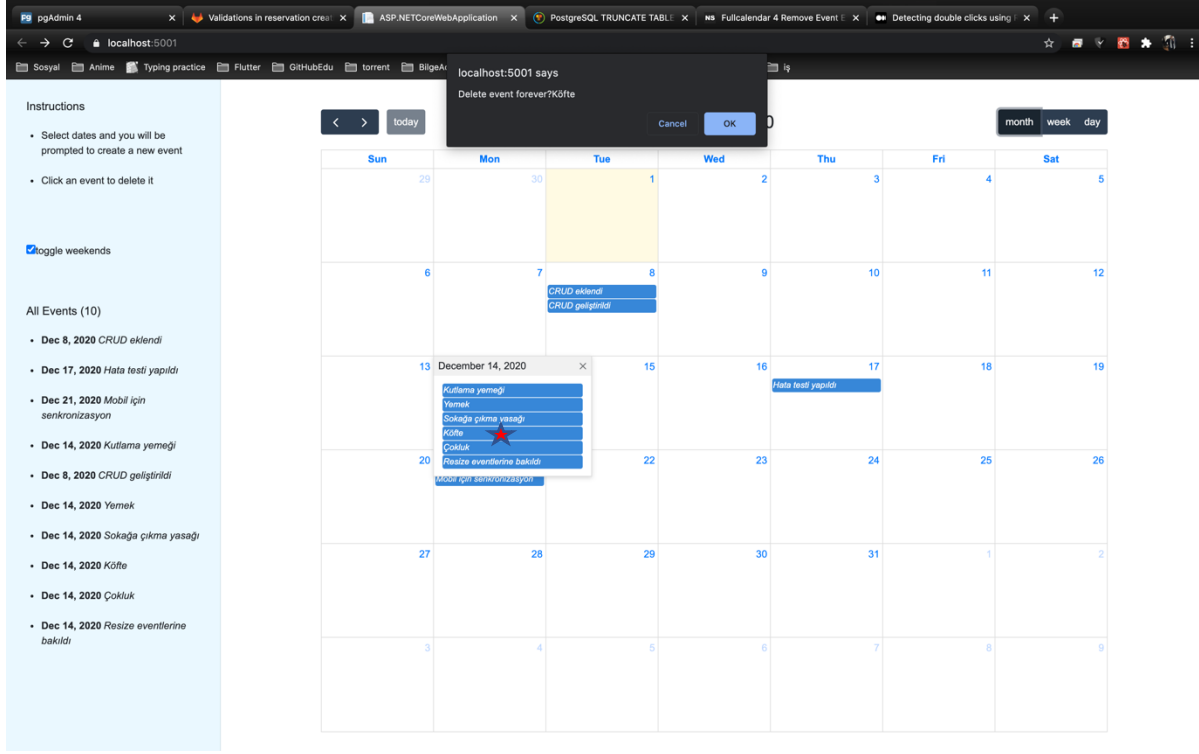 pgAdmin 4
Validations in reservation creat
ASP.NETCoreWebApplication
PostgreSQL TRUNCATE TABLE
NS Fullcalendar 4 Remove Event E
Detecting double clicks using F
localhost:5001
Sosyal Anime Typing practice Flutter GitHubEdu torrent iş
localhost:5001 says
Delete event forever?Köfte
Cancel OK
Instructions
Select dates and you will be
prompted to create a new event
Click an event to delete it
toggle weekends
All Events (10)
Dec 8, 2020 CRUD eklendi
Dec 17, 2020 Hata testi yapıldı
Dec 21, 2020 Mobil için
senkronizasyon
Dec 14, 2020 Kutlama yemeği
Dec 8, 2020 CRUD geliştirildi
Dec 14, 2020 Yemek
Dec 14, 2020 Sokağa çıkma yasağı
Dec 14, 2020 Köfte
Dec 14, 2020 Çokluk
Dec 14, 2020 Resize eventlerine
bakıldı
today
month week day
Sun Mon Tue Wed Thu Fri Sat
29 30 1 2 3 4 5
6 7 8 9 10 11 12
CRUD eklendi
CRUD geliştirildi
13 December 14, 2020 15 16 17 18 19
Kutlama yemeği
Yemek
Sokağa çıkma yasağı
Köfte
Çokluk
Resize eventlerine bakıldı
Hata testi yapıldı
20 22 23 24 25 26
Mobil için senkronizasyon
27 28 29 30 31 1 2
3 4 5 6 7 8 9